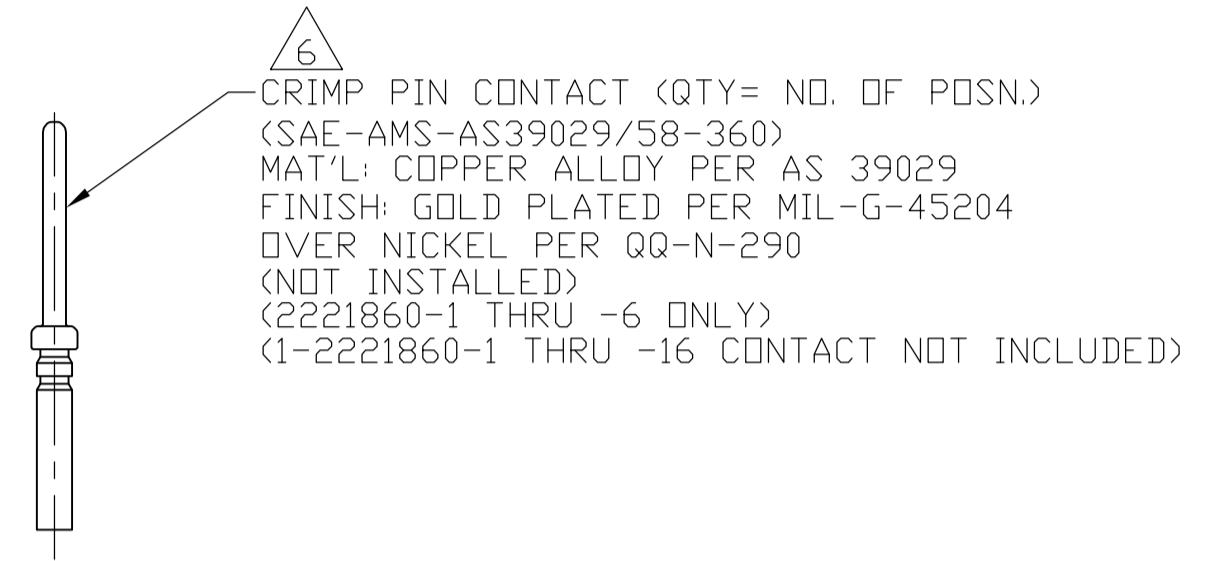 6
CRIMP PIN CONTACT (QTY= NO. OF POSN.)
(SAE-AMS-AS39029/58-360)
MAT'L: COPPER ALLOY PER AS 39029
FINISH: GOLD PLATED PER MIL-G-45204
OVER NICKEL PER QQ-N-290
(NOT INSTALLED)
(2221860-1 THRU -6 ONLY)
(1-2221860-1 THRU -16 CONTACT NOT INCLUDED)